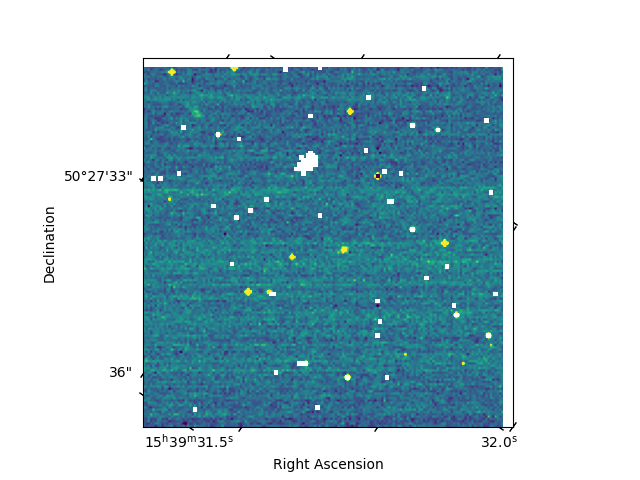 50°27'33"
Declination
36"
15ʰ39ᵐ31.5ˢ
32.0ˢ
Right Ascension